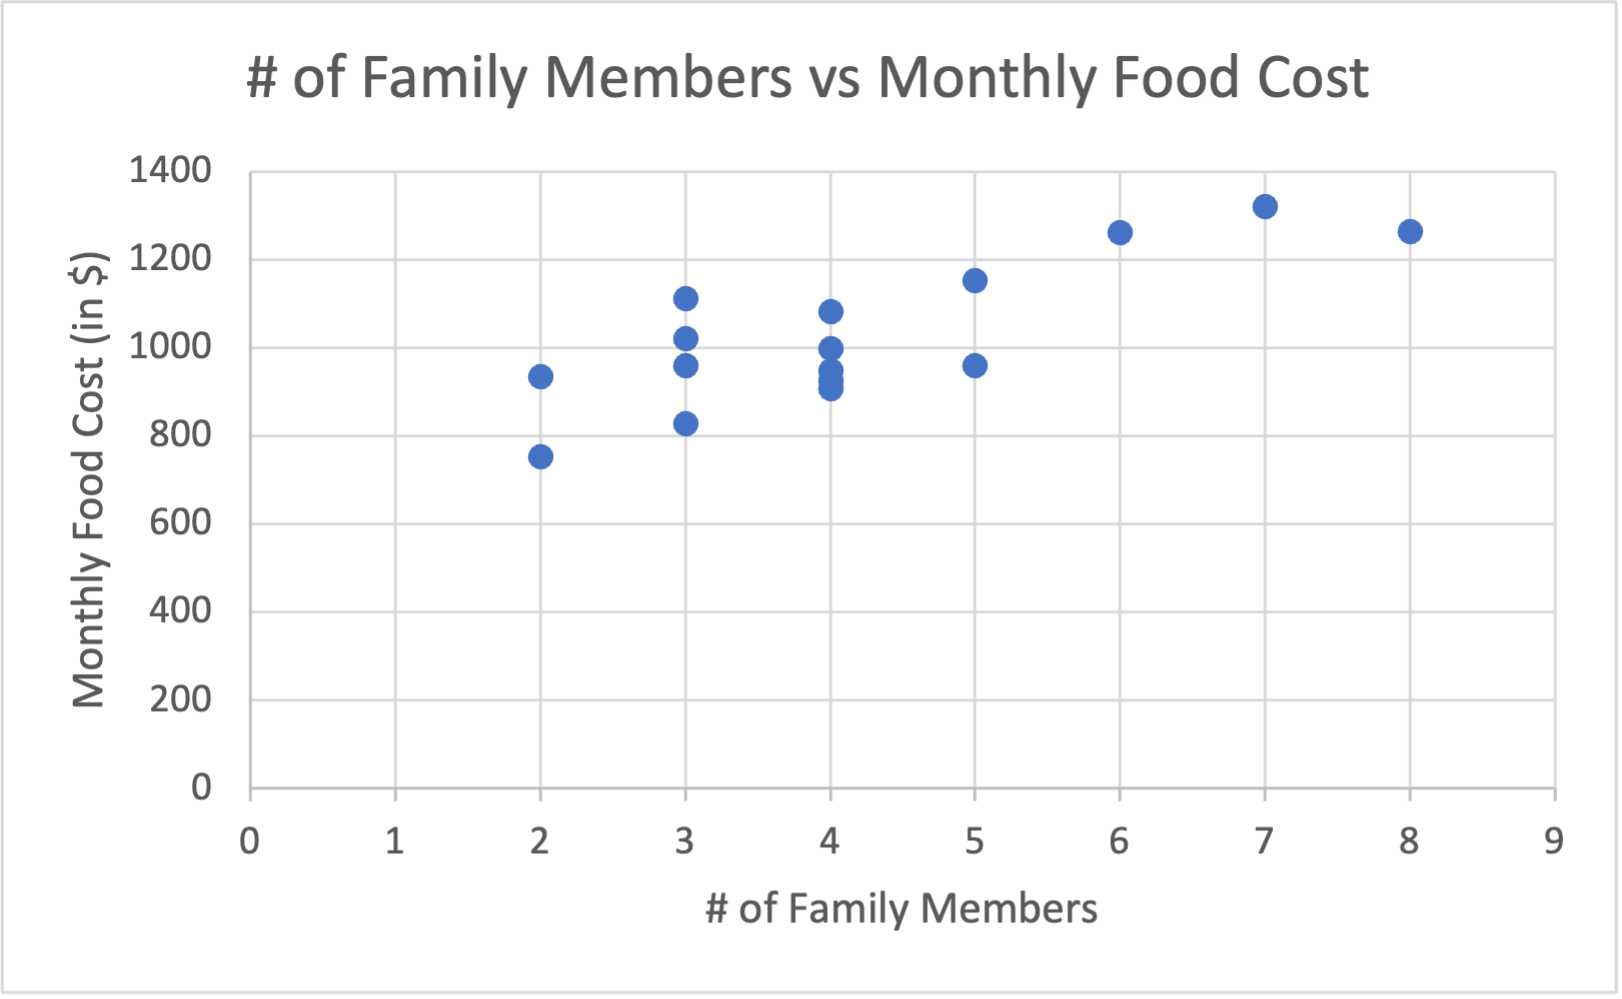 # of Family Members vs Monthly Food Cost
Monthly Food Cost (in $)
1400
1200
1000
800
600
400
200
0
0 1 2 3 4 5 6 7 8 9
# of Family Members